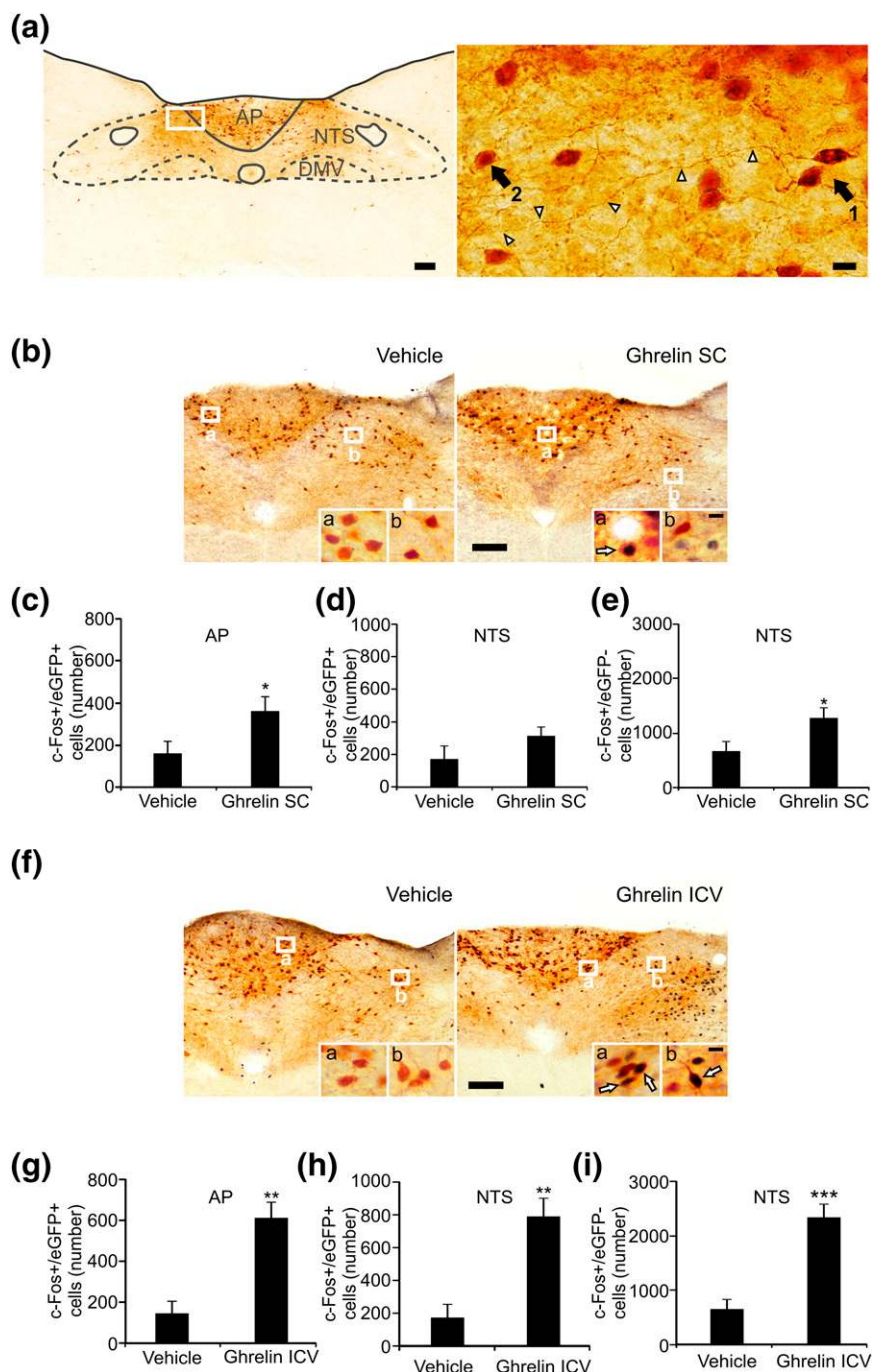 (a)
AP
NTS
DMV
2
1
(b)
Vehicle
Ghrelin SC
a
b
a
b
a
b
a
b
(c)
c-Fos+/eGFP+
cells (number)
800
600
400
200
0
AP
*
Vehicle
Ghrelin SC
(d)
c-Fos+/eGFP+
cells (number)
1000
800
600
400
200
0
NTS
Vehicle
Ghrelin SC
(e)
c-Fos+/eGFP-
cells (number)
3000
2000
1000
0
NTS
*
Vehicle
Ghrelin SC
(f)
Vehicle
Ghrelin ICV
a
b
a
b
a
b
a
b
(g)
c-Fos+/eGFP+
cells (number)
800
600
400
200
0
AP
**
Vehicle
Ghrelin ICV
(h)
c-Fos+/eGFP+
cells (number)
1000
800
600
400
200
0
NTS
**
Vehicle
Ghrelin ICV
(i)
c-Fos+/eGFP-
cells (number)
3000
2000
1000
0
NTS
***
Vehicle
Ghrelin ICV